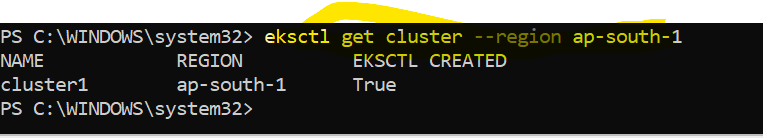 PS C:\WINDOWS\system32> eksctl get cluster --region ap-south-1
NAME REGION EKSCTL CREATED
cluster1 ap-south-1 True
PS C:\WINDOWS\system32>